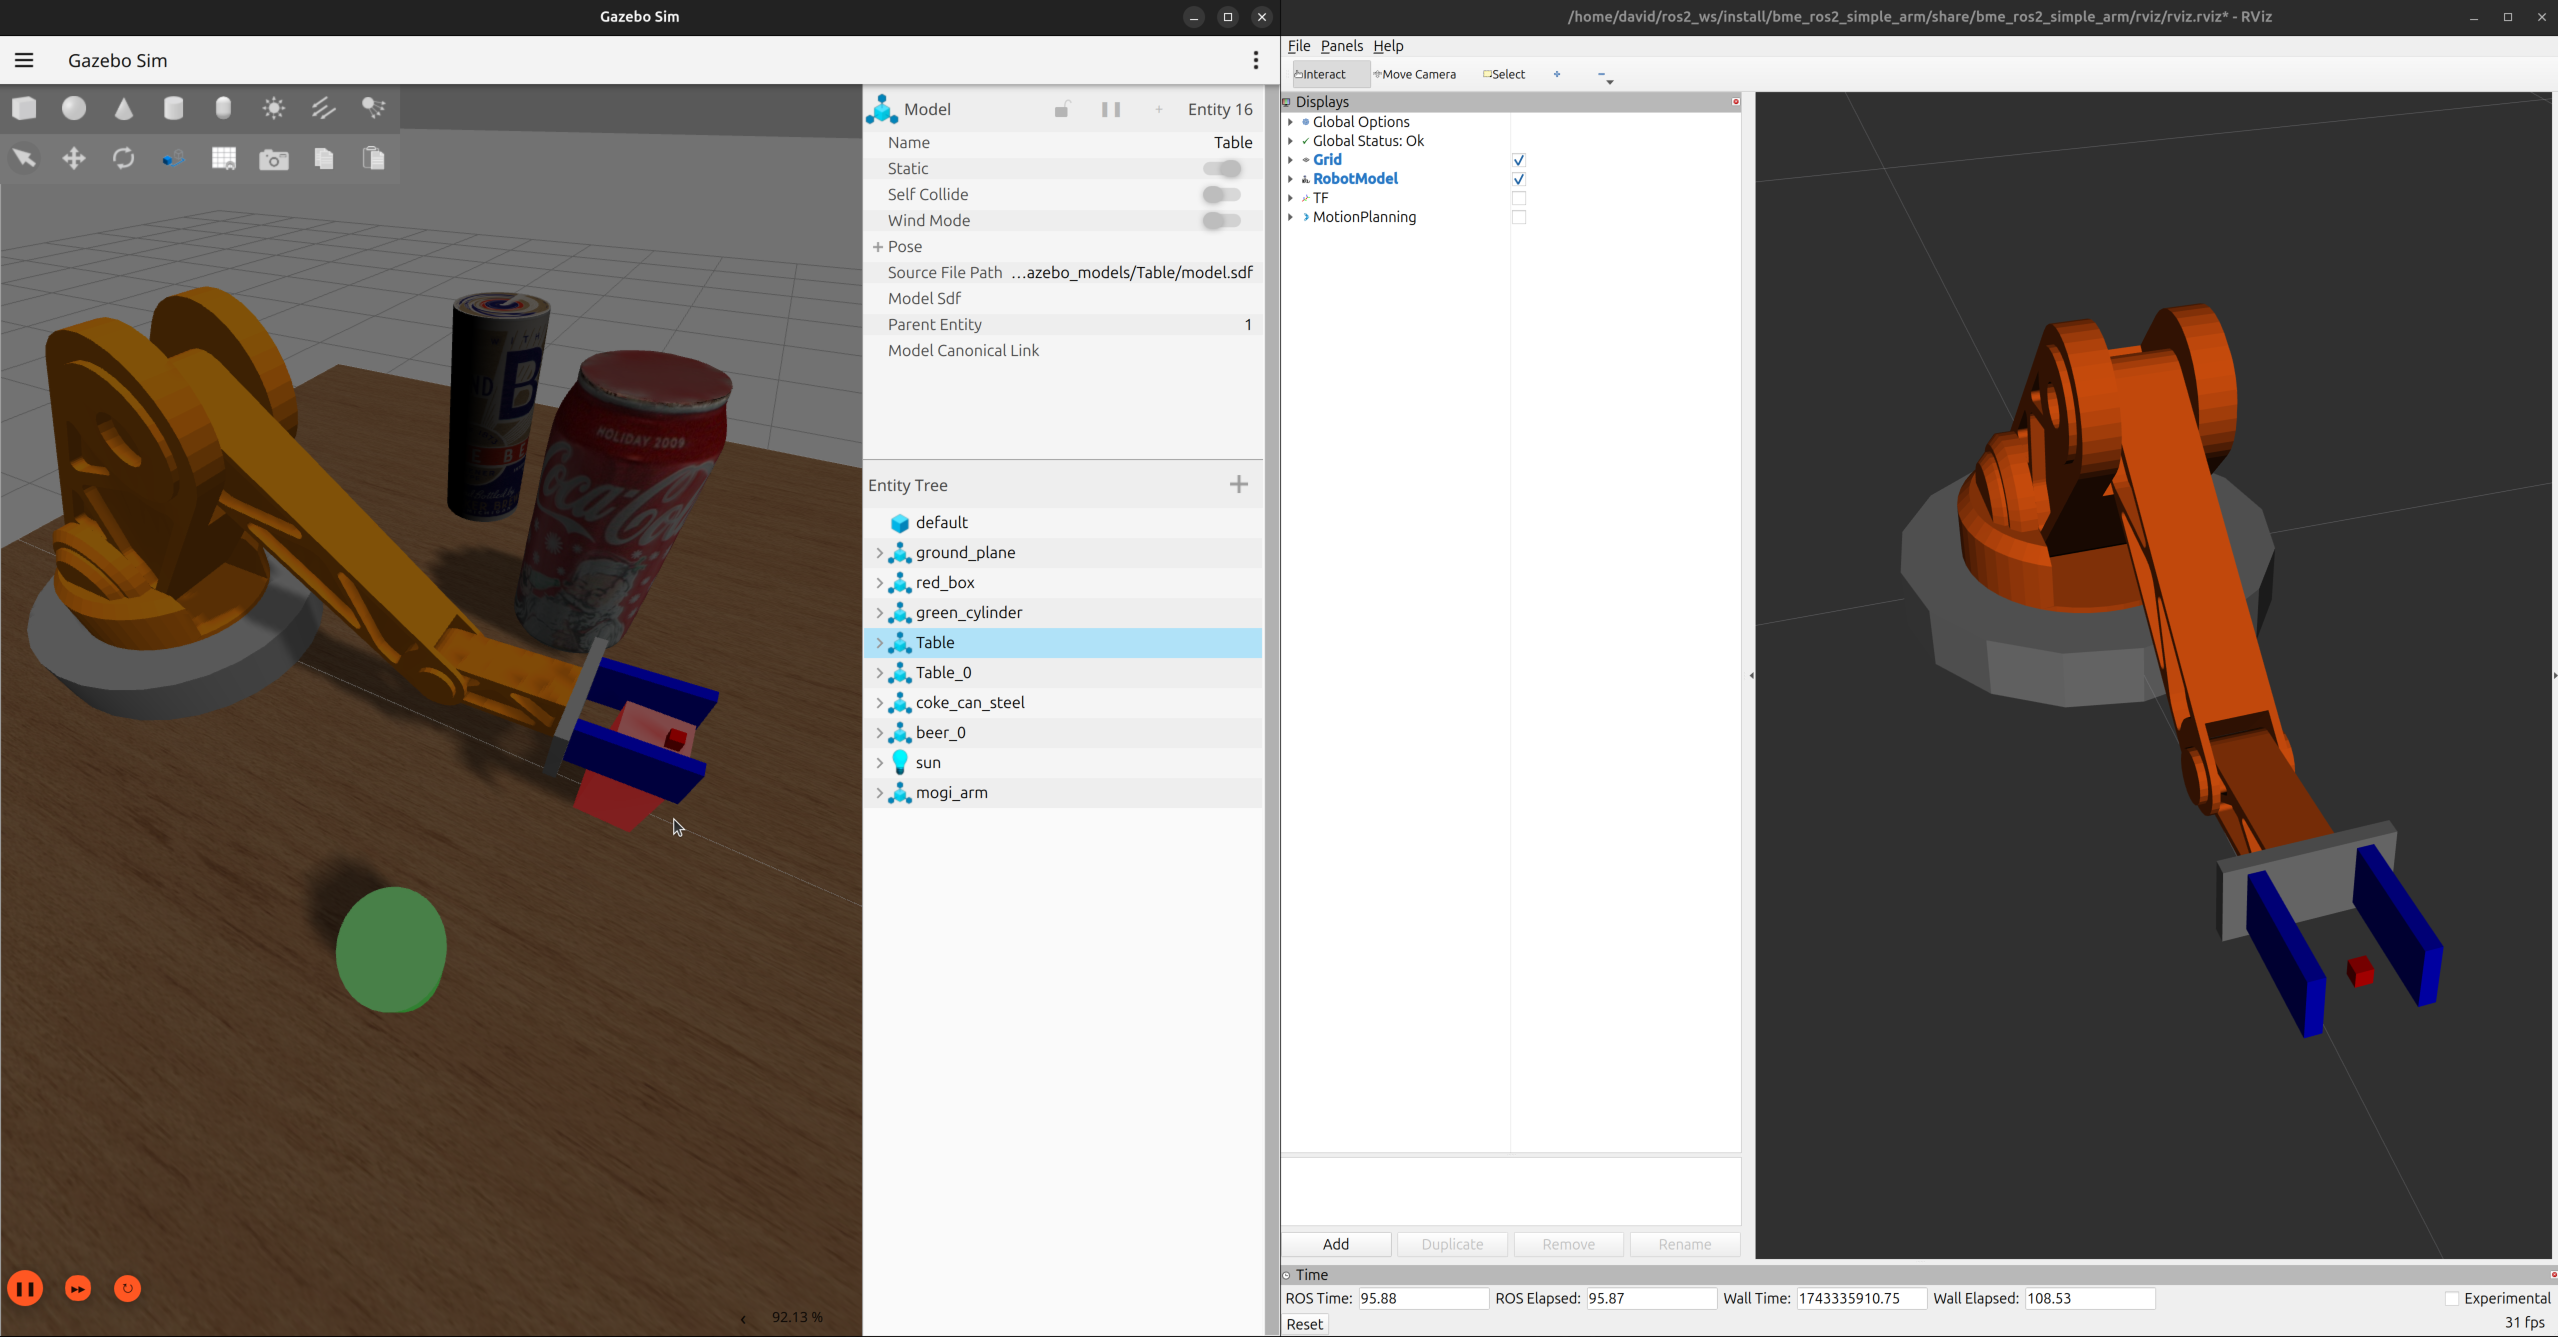 Gazebo Sim
Gazebo Sim
HOLIDAY 2009
Coca-Cola
ND
B
E BE
Model
Entity 16
Name Table
Static
Self Collide
Wind Mode
+ Pose
Source File Path ...azebo_models/Table/model.sdf
Model Sdf
Parent Entity 1
Model Canonical Link
Entity Tree
default
ground_plane
red_box
green_cylinder
Table
Table_0
coke_can_steel
beer_0
sun
mogi_arm
92.13 %
/home/david/ros2_ws/install/bme_ros2_simple_arm/share/bme_ros2_simple_arm/rviz/rviz.rviz* - RViz
File Panels Help
Interact Move Camera Select
Displays
Global Options
Global Status: Ok
Grid
RobotModel
TF
MotionPlanning
Add Duplicate Remove Rename
Time
ROS Time: 95.88 ROS Elapsed: 95.87 Wall Time: 1743335910.75 Wall Elapsed: 108.53 Experimental
Reset 31 fps